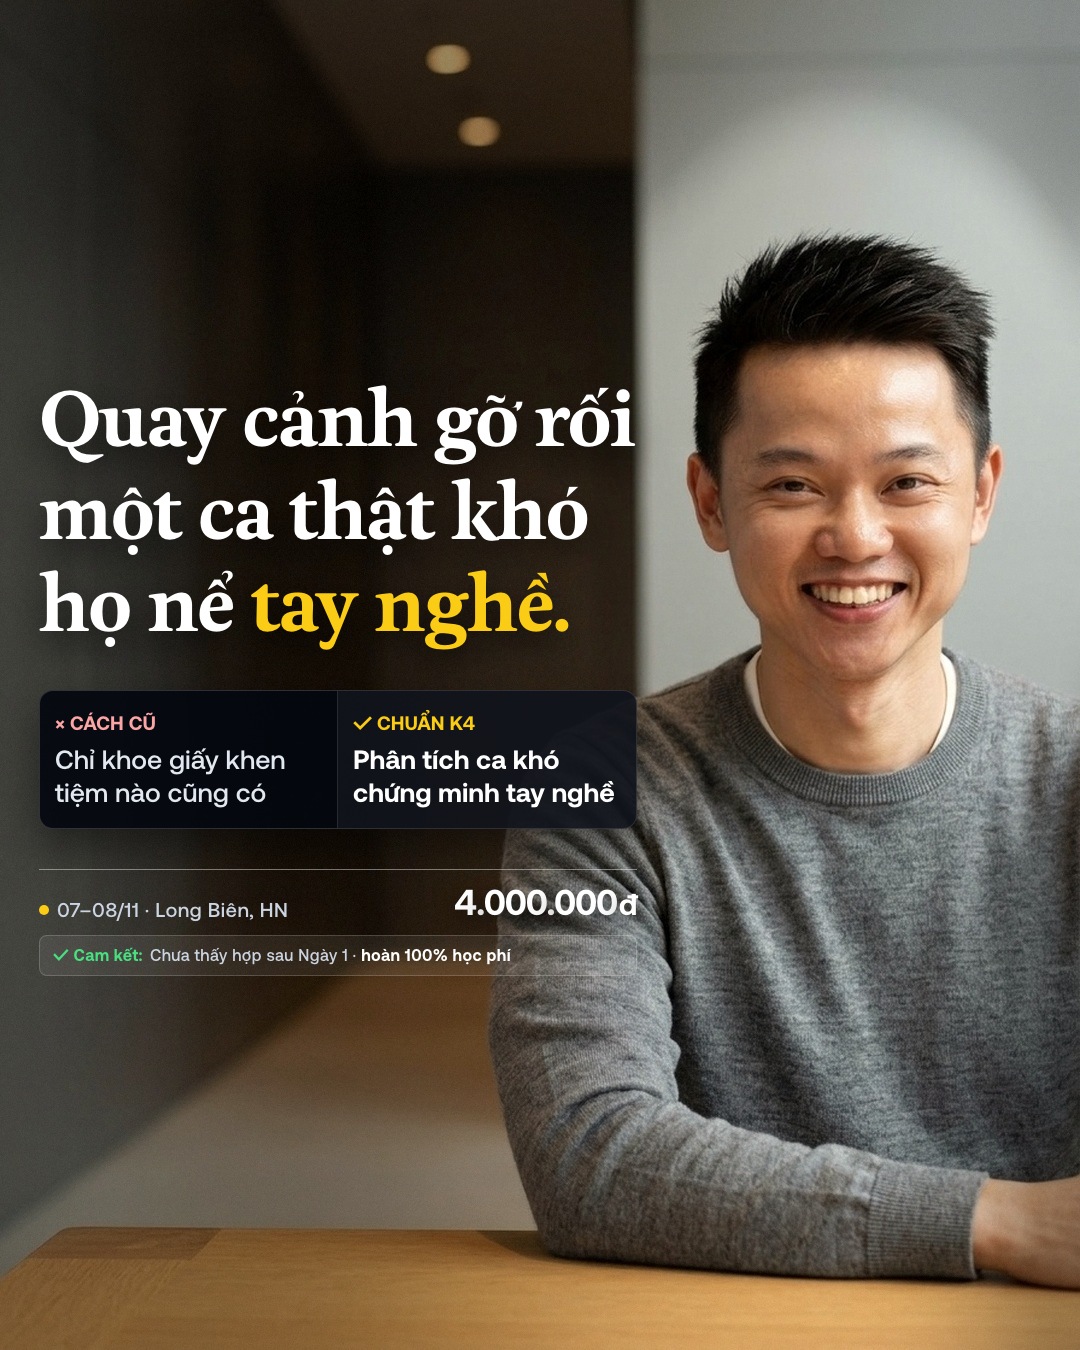 Quay cảnh gỡ rối
một ca thật khó
họ nể tay nghề.
× CÁCH CŨ
Chỉ khoe giấy khen
tiệm nào cũng có
✓ CHUẨN K4
Phân tích ca khó
chứng minh tay nghề
07–08/11 · Long Biên, HN
4.000.000đ
✓ Cam kết: Chưa thấy hợp sau Ngày 1 · hoàn 100% học phí